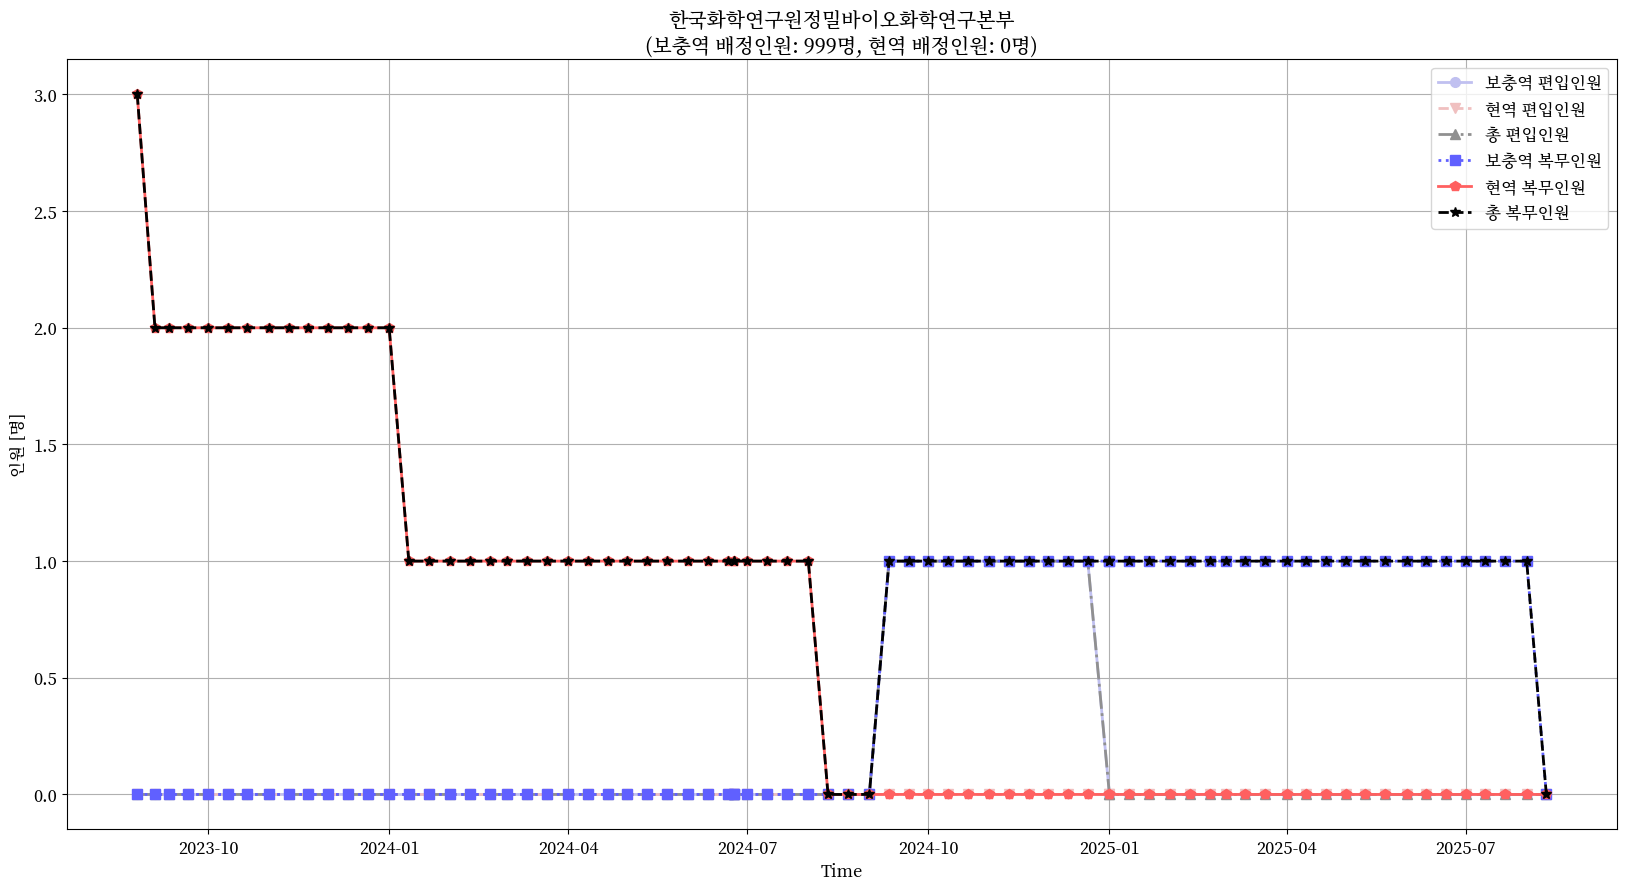 한국화학연구원정밀바이오화학연구본부
(보충역 배정인원: 999명, 현역 배정인원: 0명)
보충역 편입인원
현역 편입인원
총 편입인원
보충역 복무인원
현역 복무인원
총 복무인원
인원 [명]
3.0
2.5
2.0
1.5
1.0
0.5
0.0
2023-10
2024-01
2024-04
2024-07
2024-10
2025-01
2025-04
2025-07
Time